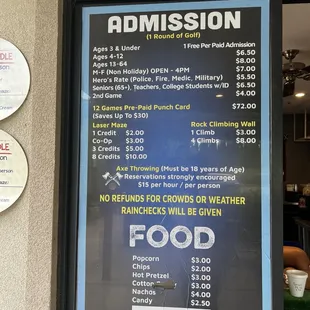 ADMISSION
(1 Round of Golf)
Ages 3 & Under 1 Free Per Paid Admission
Ages 4-12 $6.50
Ages 13-64 $8.00
M-F (Non Holiday) OPEN - 4PM $7.00
Hero's Rate (Police, Fire, Medic, Military) $5.50
Seniors (65+), Teachers, College Students w/ID $6.50
2nd Game $4.00
12 Games Pre-Paid Punch Card $72.00
(Saves Up To $30)
Laser Maze Rock Climbing Wall
1 Credit $2.00 1 Climb $3.00
Co-Op $3.00 4 Climbs $8.00
3 Credits $5.00
8 Credits $10.00
Axe Throwing (Must be 18 years of Age)
Reservations strongly encouraged
$15 per hour / per person
NO REFUNDS FOR CROWDS OR WEATHER
RAINCHECKS WILL BE GIVEN
FOOD
Popcorn $3.00
Chips $2.00
Hot Pretzel $3.00
Cotton $3.00
Nachos $4.00
Candy $2.50
DLE
DLE